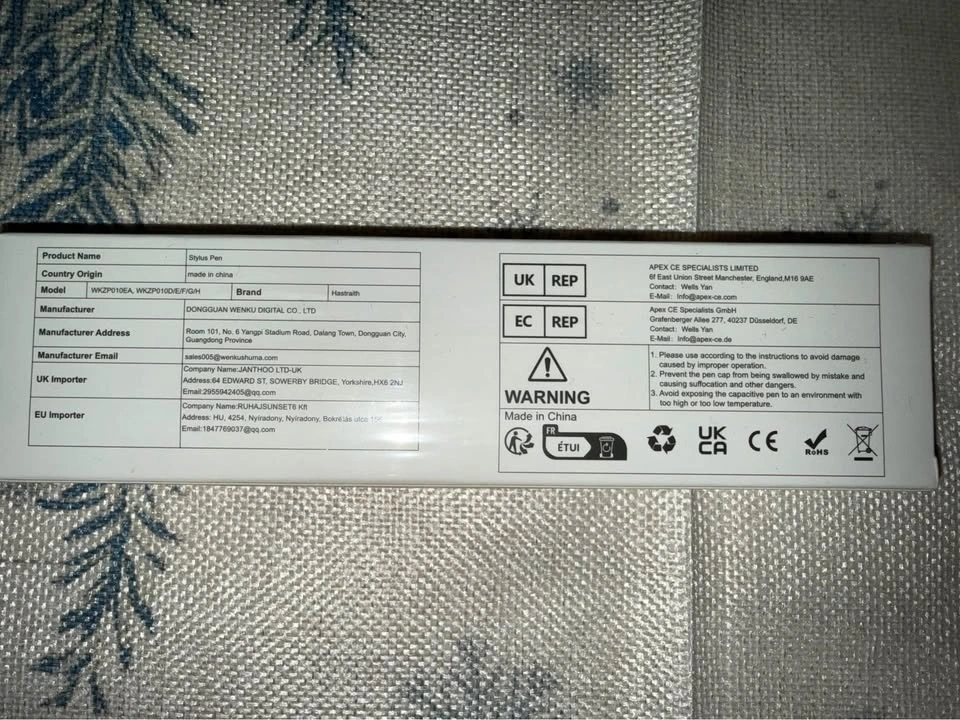 Product Name Stylus Pen
Country Origin made in china
Model WKZP010EA, WKZP010D/E/F/G/H Brand Hastraith
Manufacturer DONGGUAN WENKU DIGITAL CO., LTD
Manufacturer Address Room 101, No. 6 Yangpi Stadium Road, Dalang Town, Dongguan City,
Guangdong Province
Manufacturer Email sales005@wenkushuma.com
UK Importer Company Name:JANTHOO LTD-UK
Address:64 EDWARD ST, SOWERBY BRIDGE, Yorkshire,HX6 2NJ
Email:2955942405@qq.com
EU Importer Company Name:RUHAJSUNSET8 Kft
Address: HU, 4254, Nyíradony, Nyíradony, Bokrétás utca
Email:1847769037@qq.com
UK REP
APEX CE SPECIALISTS LIMITED
6f East Union Street Manchester, England,M16 9AE
Contact: Wells Yan
E-Mail: Info@apex-ce.com
EC REP
Apex CE Specialists GmbH
Grafenberger Allee 277, 40237 Düsseldorf, DE
Contact: Wells Yan
E-Mail: Info@apex-ce.de
WARNING
1. Please use according to the instructions to avoid damage
caused by improper operation.
2. Prevent the pen cap from being swallowed by mistake and
causing suffocation and other dangers.
3. Avoid exposing the capacitive pen to an environment with
too high or too low temperature.
Made in China
FR
ÉTUI
UK
CA
CE
RoHS